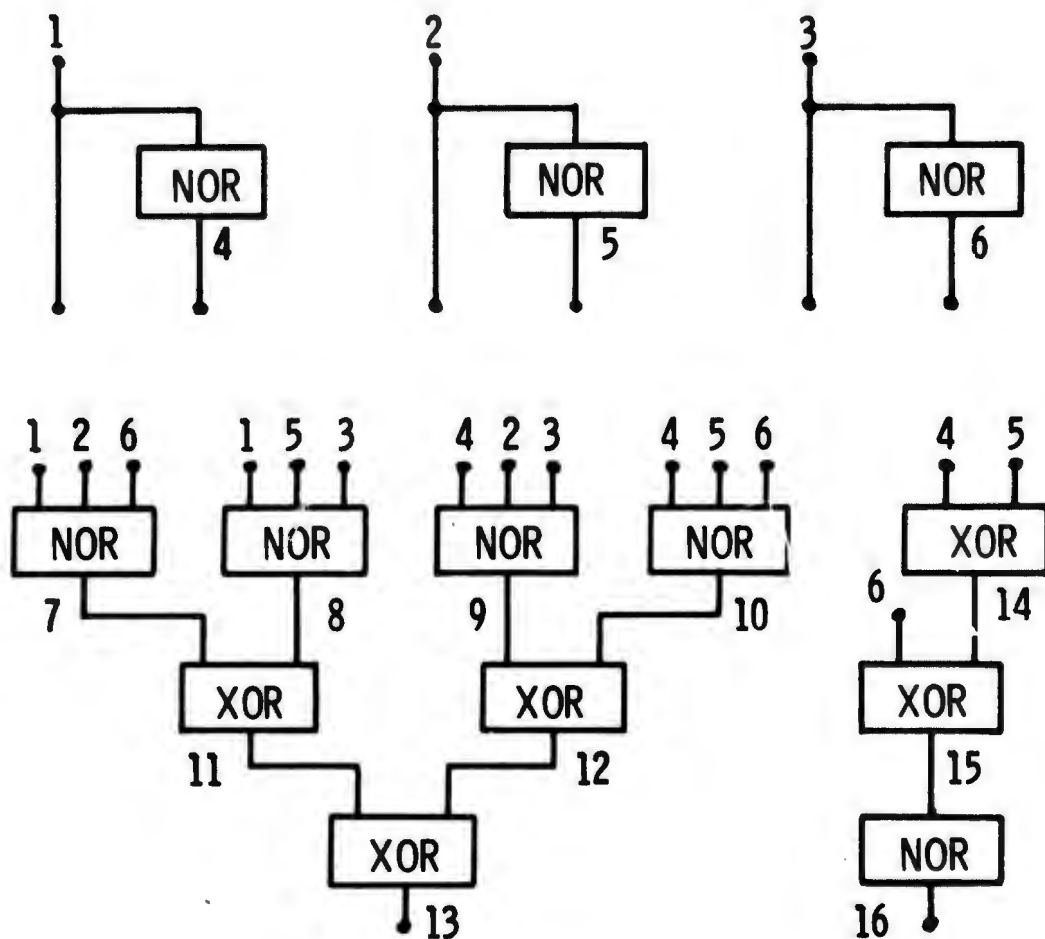 1 2 3
NOR NOR NOR
4 5 6
1 2 6 1 5 3 4 2 3 4 5 6 4 5
NOR NOR NOR NOR XOR
7 8 9 10 6 14
XOR XOR XOR
11 12 15
XOR NOR
13 16